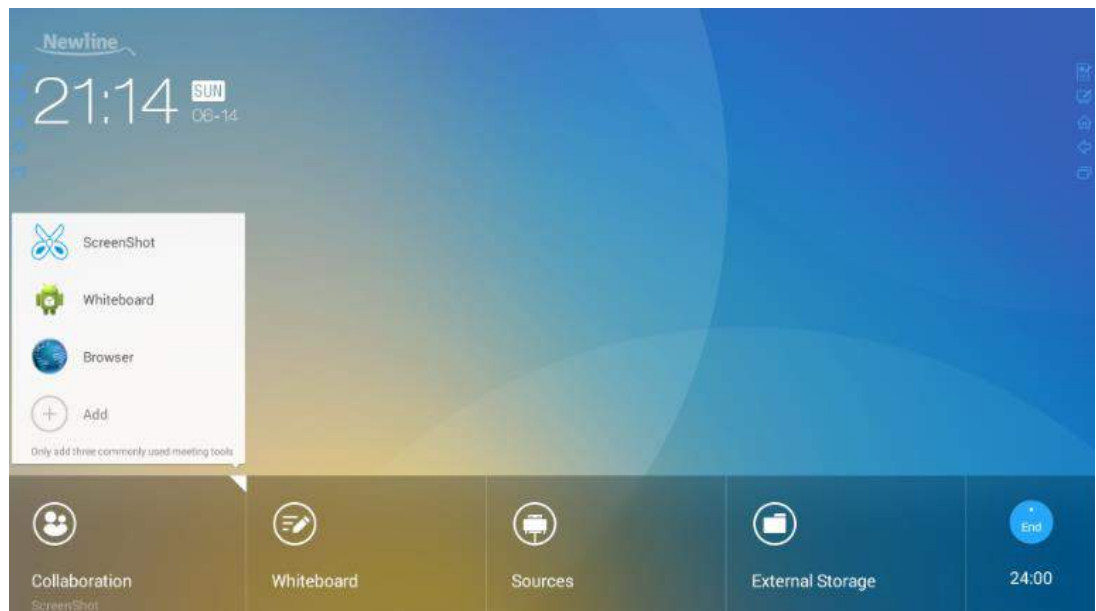 Newline
21:14
SUN
06-14
ScreenShot
Whiteboard
Browser
Add
Only add three commonly used meeting tools
Collaboration
ScreenShot
Whiteboard
Sources
External Storage
End
24:00